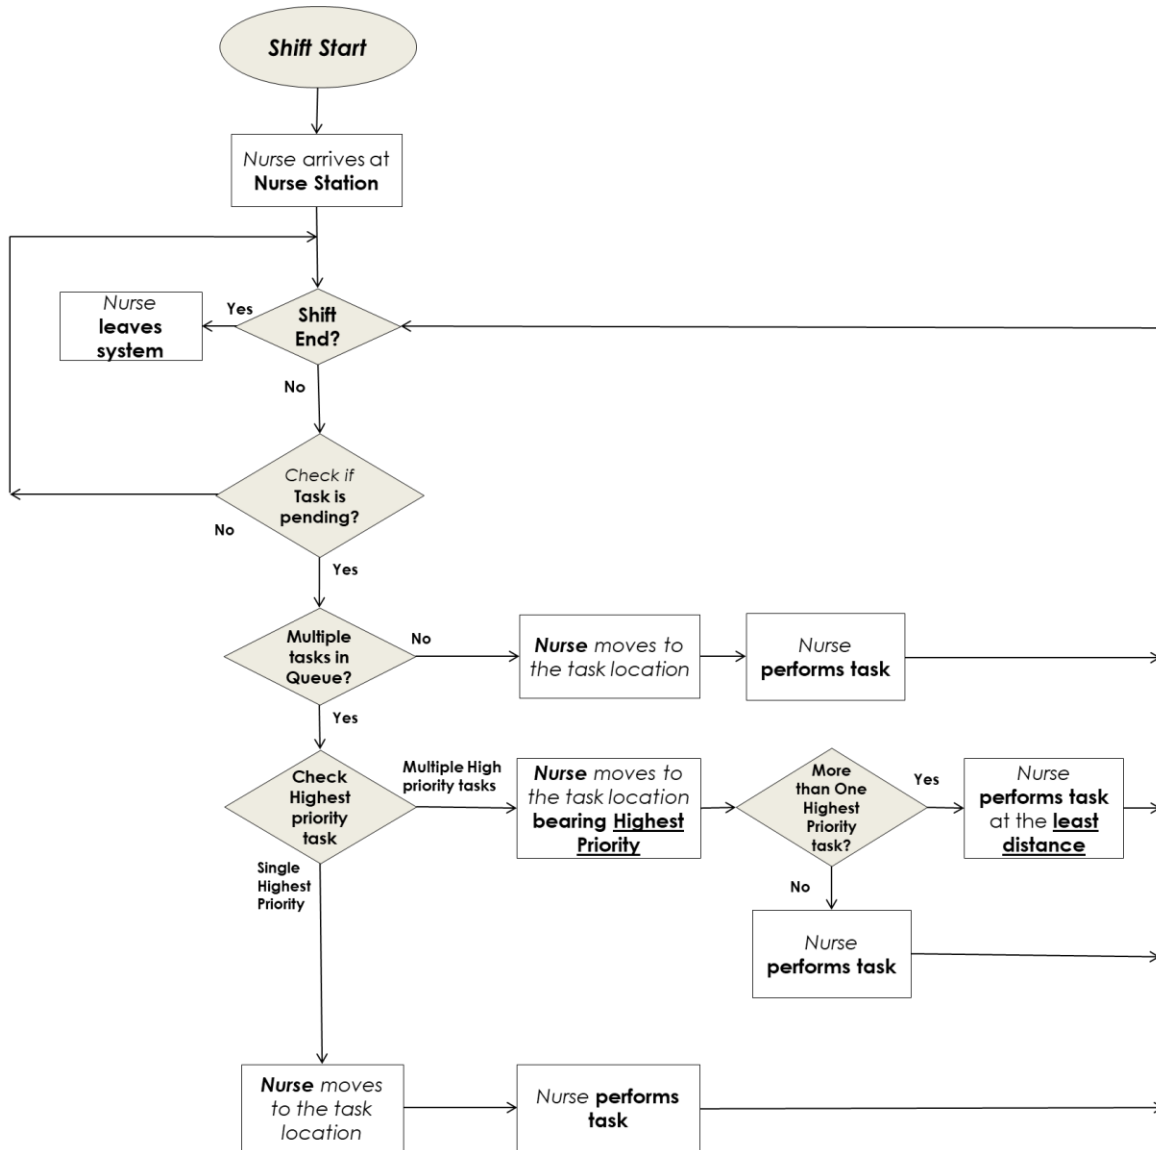 Shift Start
Nurse arrives at
Nurse Station
Nurse
leaves
system
Yes
Shift
End?
No
Check if
Task is
pending?
No
Yes
Multiple
tasks in
Queue?
No
Nurse moves to
the task location
Nurse
performs task
Yes
Check
Highest
priority
task
Multiple High
priority tasks
Nurse moves to
the task location
bearing Highest
Priority
More
than One
Highest
Priority
task?
Yes
Nurse
performs task
at the least
distance
Single
Highest
Priority
No
Nurse
performs task
Nurse moves
to the task
location
Nurse performs
task